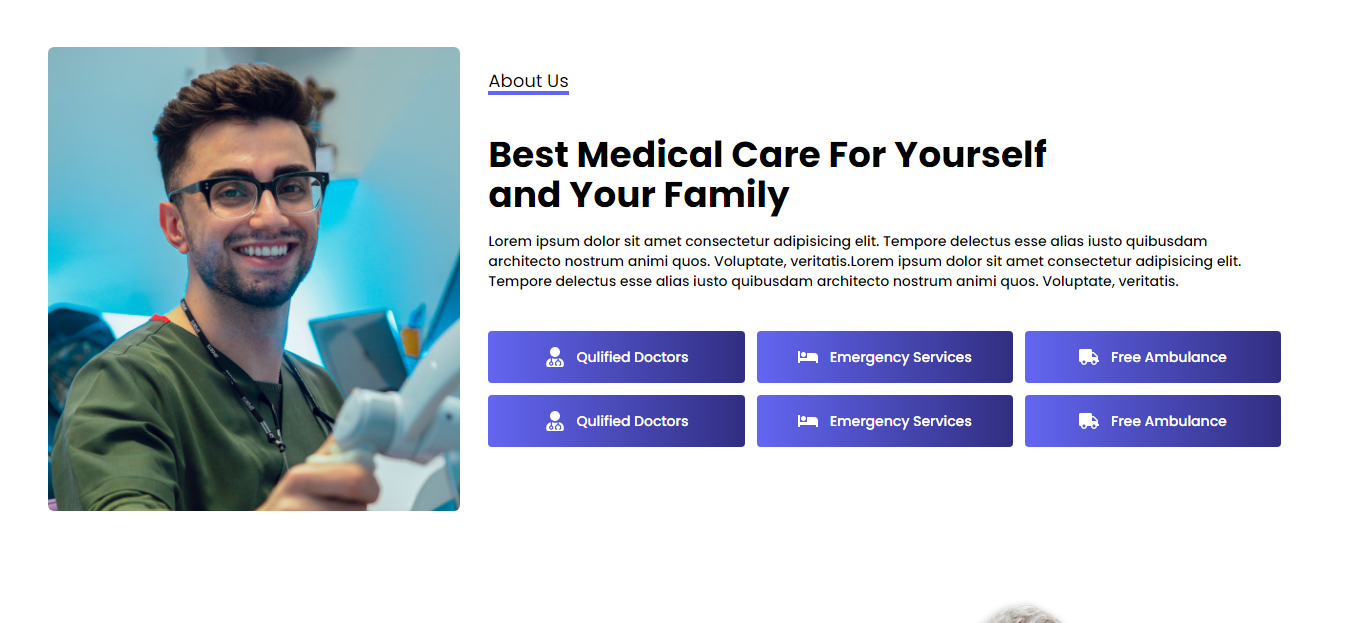 About Us
Best Medical Care For Yourself
and Your Family
Lorem ipsum dolor sit amet consectetur adipisicing elit. Tempore delectus esse alias iusto quibusdam
architecto nostrum animi quos. Voluptate, veritatis.Lorem ipsum dolor sit amet consectetur adipisicing elit.
Tempore delectus esse alias iusto quibusdam architecto nostrum animi quos. Voluptate, veritatis.
Qulified Doctors
Emergency Services
Free Ambulance
Qulified Doctors
Emergency Services
Free Ambulance